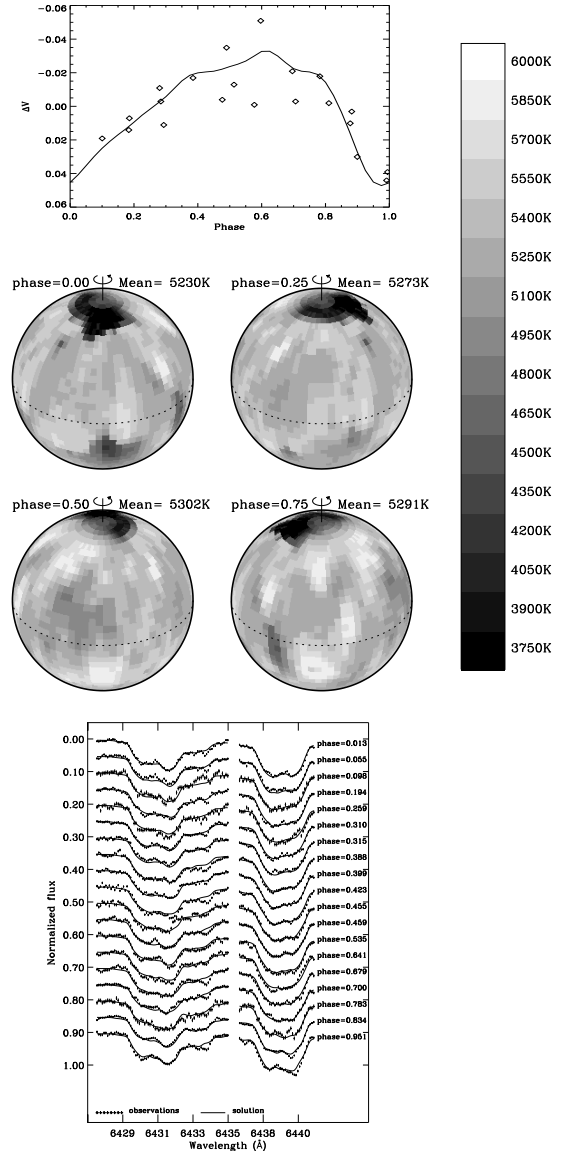 -0.06
-0.04
-0.02
0.00
0.02
0.04
0.06
ΔV
0.0 0.2 0.4 0.6 0.8 1.0
Phase
6000K
5850K
5700K
5550K
5400K
5250K
5100K
4950K
4800K
4650K
4500K
4350K
4200K
4050K
3900K
3750K
phase=0.00 Mean= 5230K
phase=0.25 Mean= 5273K
phase=0.50 Mean= 5302K
phase=0.75 Mean= 5291K
0.00
0.10
0.20
0.30
0.40
0.50
0.60
0.70
0.80
0.90
1.00
Normalized flux
phase=0.013
phase=0.055
phase=0.098
phase=0.194
phase=0.259
phase=0.310
phase=0.315
phase=0.388
phase=0.399
phase=0.423
phase=0.455
phase=0.459
phase=0.535
phase=0.641
phase=0.679
phase=0.700
phase=0.783
phase=0.834
phase=0.951
observations solution
6429 6431 6433 6435 6438 6440
Wavelength (Å)